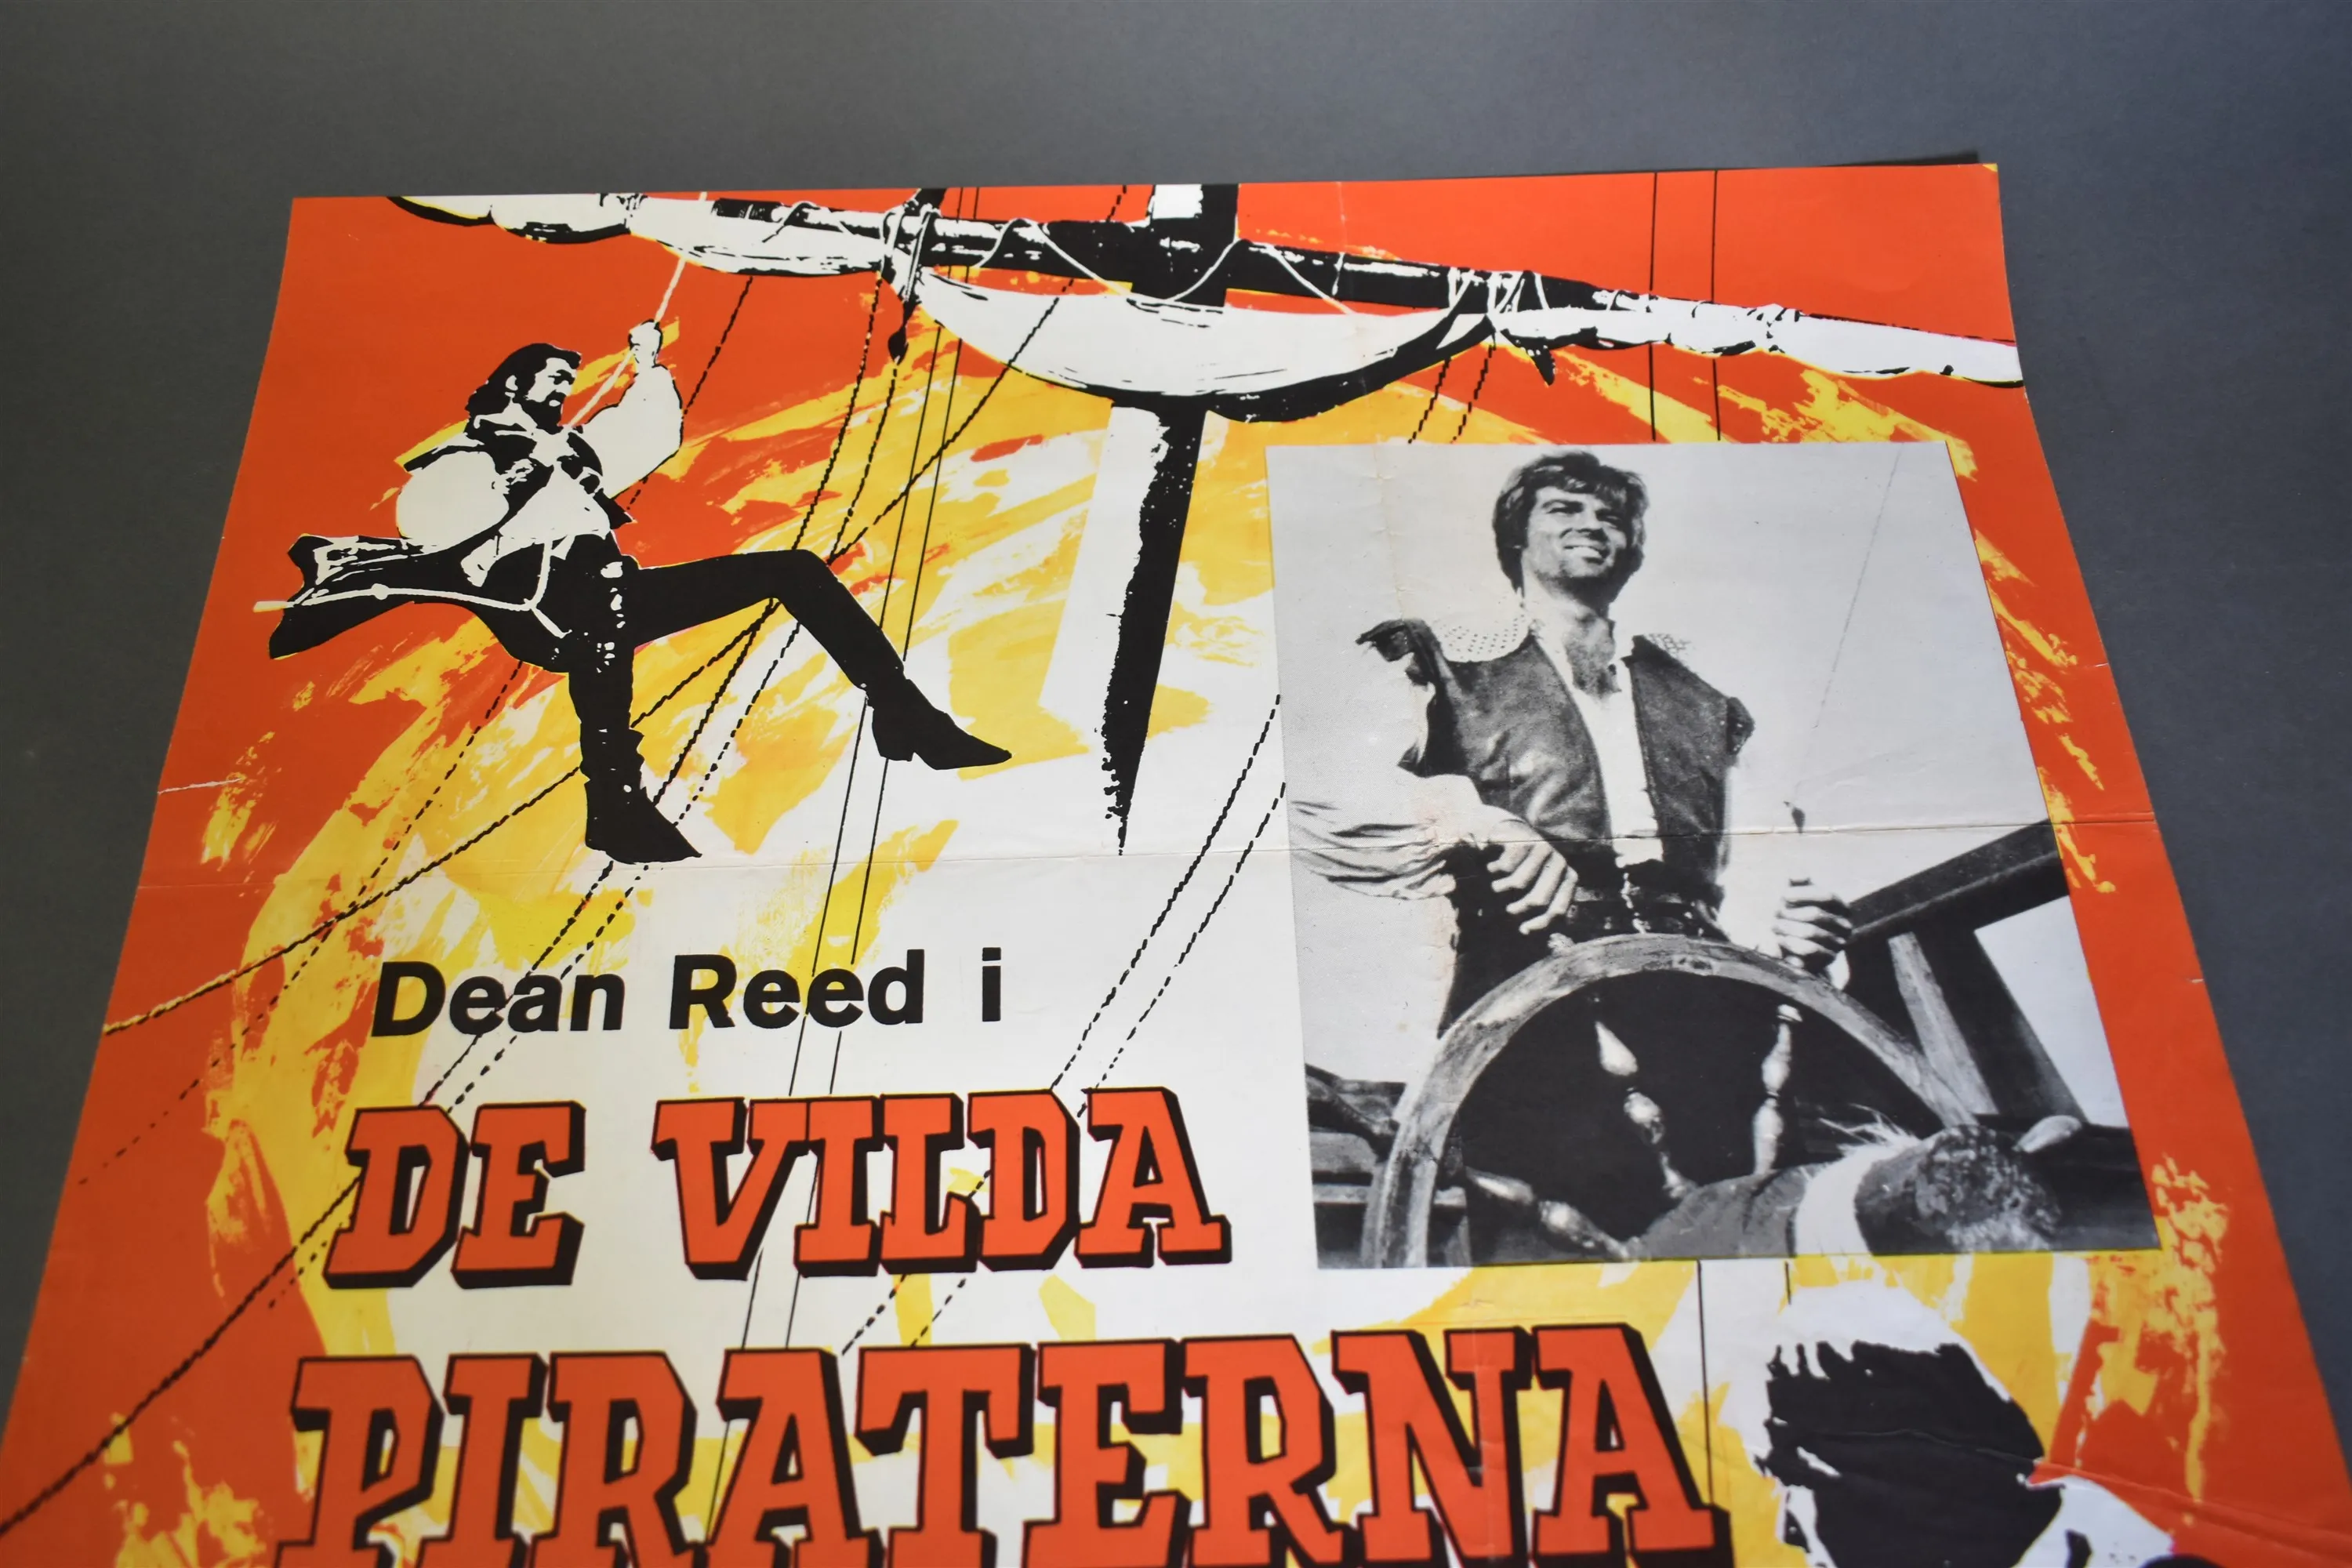 Dean Reed i
DE VILDA
PIRATERNA